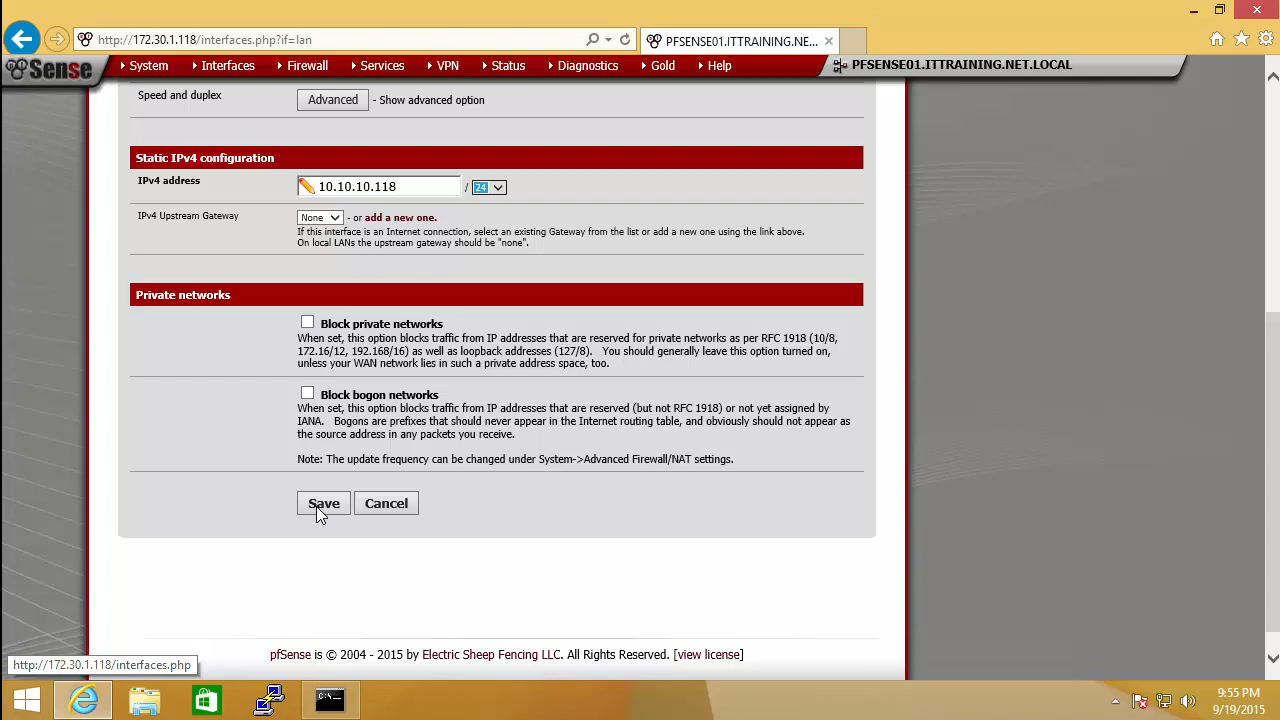 http://172.30.1.118/interfaces.php?if=lan
PFSENSE01.ITTRAINING.NE...
Sense
System Interfaces Firewall Services VPN Status Diagnostics Gold Help
PFSENSE01.ITTRAINING.NET.LOCAL
Speed and duplex
Advanced - Show advanced option
Static IPv4 configuration
IPv4 address
10.10.10.118 / 24
IPv4 Upstream Gateway
None - or add a new one.
If this interface is an Internet connection, select an existing Gateway from the list or add a new one using the link above.
On local LANs the upstream gateway should be "none".
Private networks
Block private networks
When set, this option blocks traffic from IP addresses that are reserved for private networks as per RFC 1918 (10/8,
172.16/12, 192.168/16) as well as loopback addresses (127/8). You should generally leave this option turned on,
unless your WAN network lies in such a private address space, too.
Block bogon networks
When set, this option blocks traffic from IP addresses that are reserved (but not RFC 1918) or not yet assigned by
IANA. Bogons are prefixes that should never appear in the Internet routing table, and obviously should not appear as
the source address in any packets you receive.
Note: The update frequency can be changed under System->Advanced Firewall/NAT settings.
Save Cancel
pfSense is © 2004 - 2015 by Electric Sheep Fencing LLC. All Rights Reserved. [view license]
http://172.30.1.118/interfaces.php
9:55 PM
9/19/2015